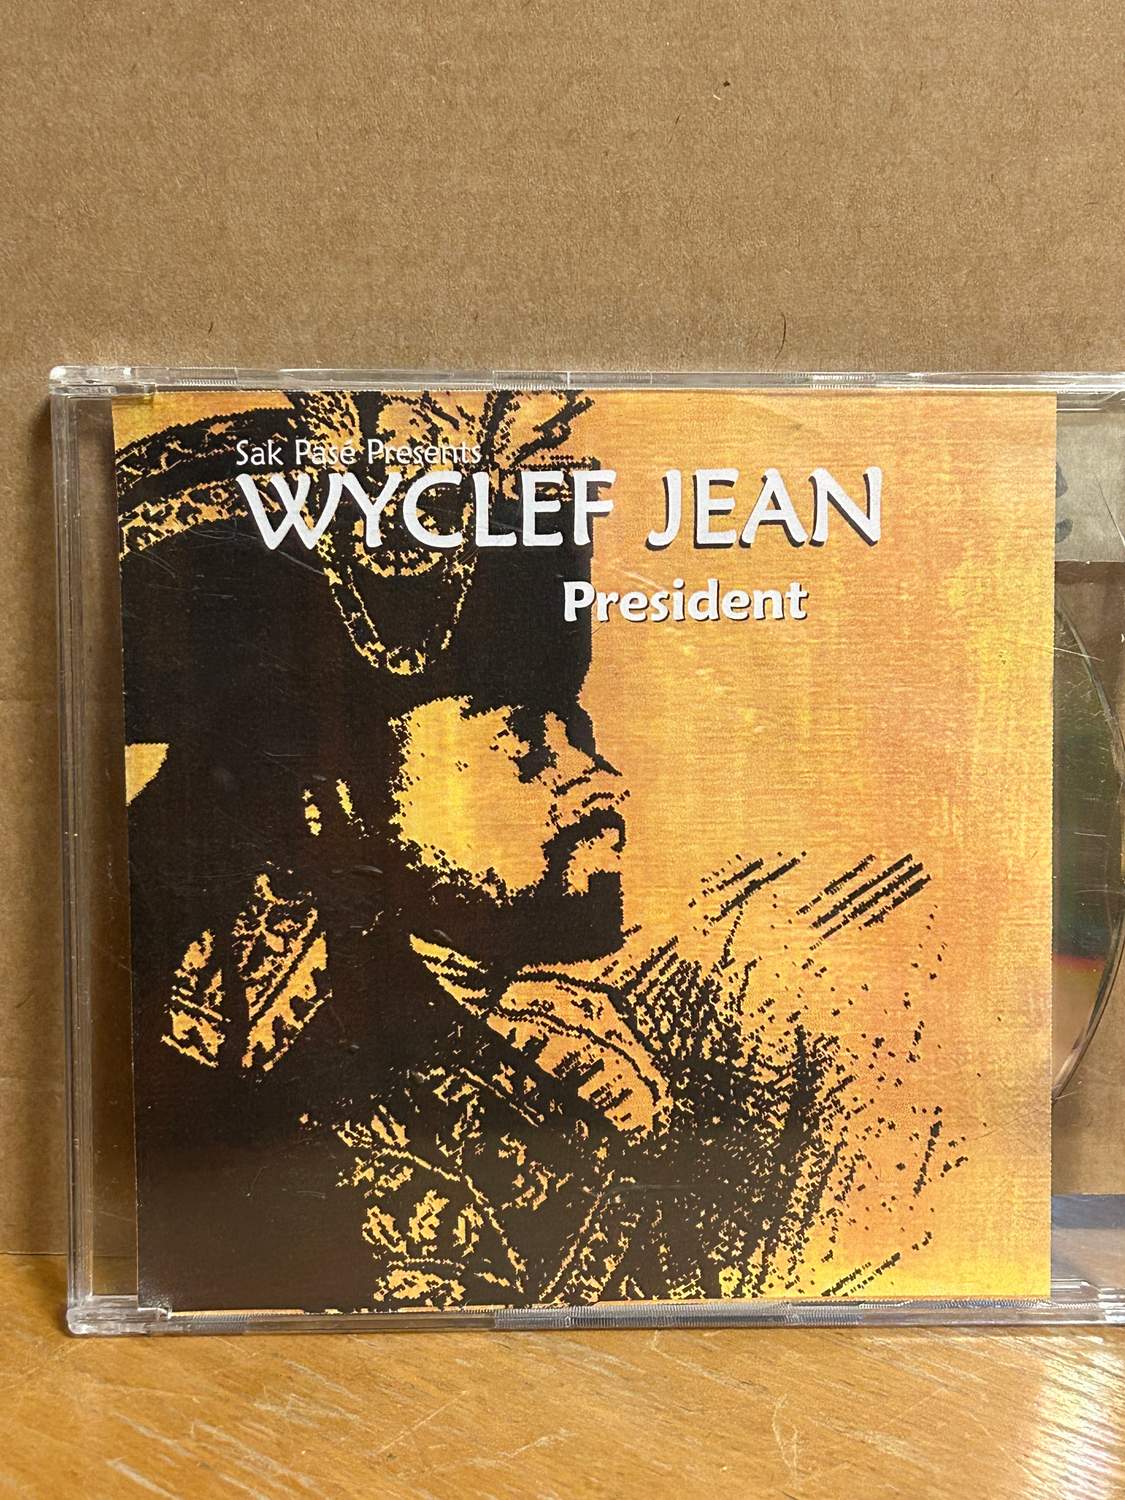 Sak Pasé Presents
WYCLEF JEAN
President